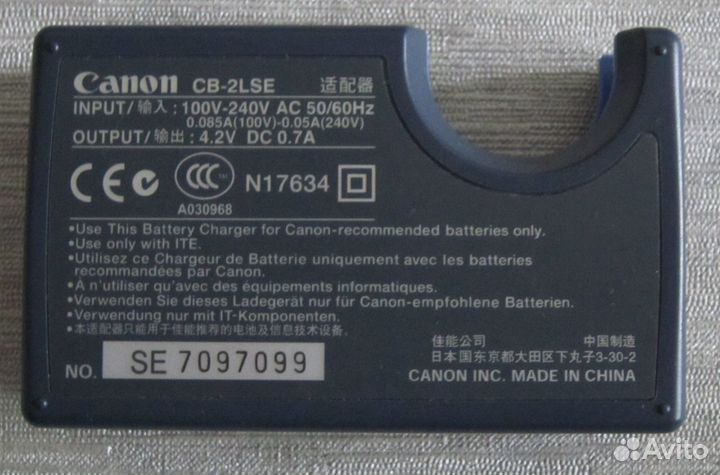 Canon CB-2LSE 适配器
INPUT/输入:100V-240V AC 50/60Hz
0.085A(100V)-0.05A(240V)
OUTPUT/输出:4.2V DC 0.7A
CE CCC N17634
A030968
•Use This Battery Charger for Canon-recommended batteries only.
•Use only with ITE.
•Utilisez ce Chargeur de Batterie uniquement avec les batteries
recommandées par Canon.
•À n'utiliser qu'avec des équipements informatiques.
•Verwenden Sie dieses Ladegerät nur für Canon-empfohlene Batterien.
•Verwendung nur mit IT-Komponenten.
•本适配器只能用于佳能推荐的电池及信息技术设备.
佳能公司 中国制造
日本国东京都大田区下丸子3-30-2
NO. SE 7097099 CANON INC. MADE IN CHINA
Avito